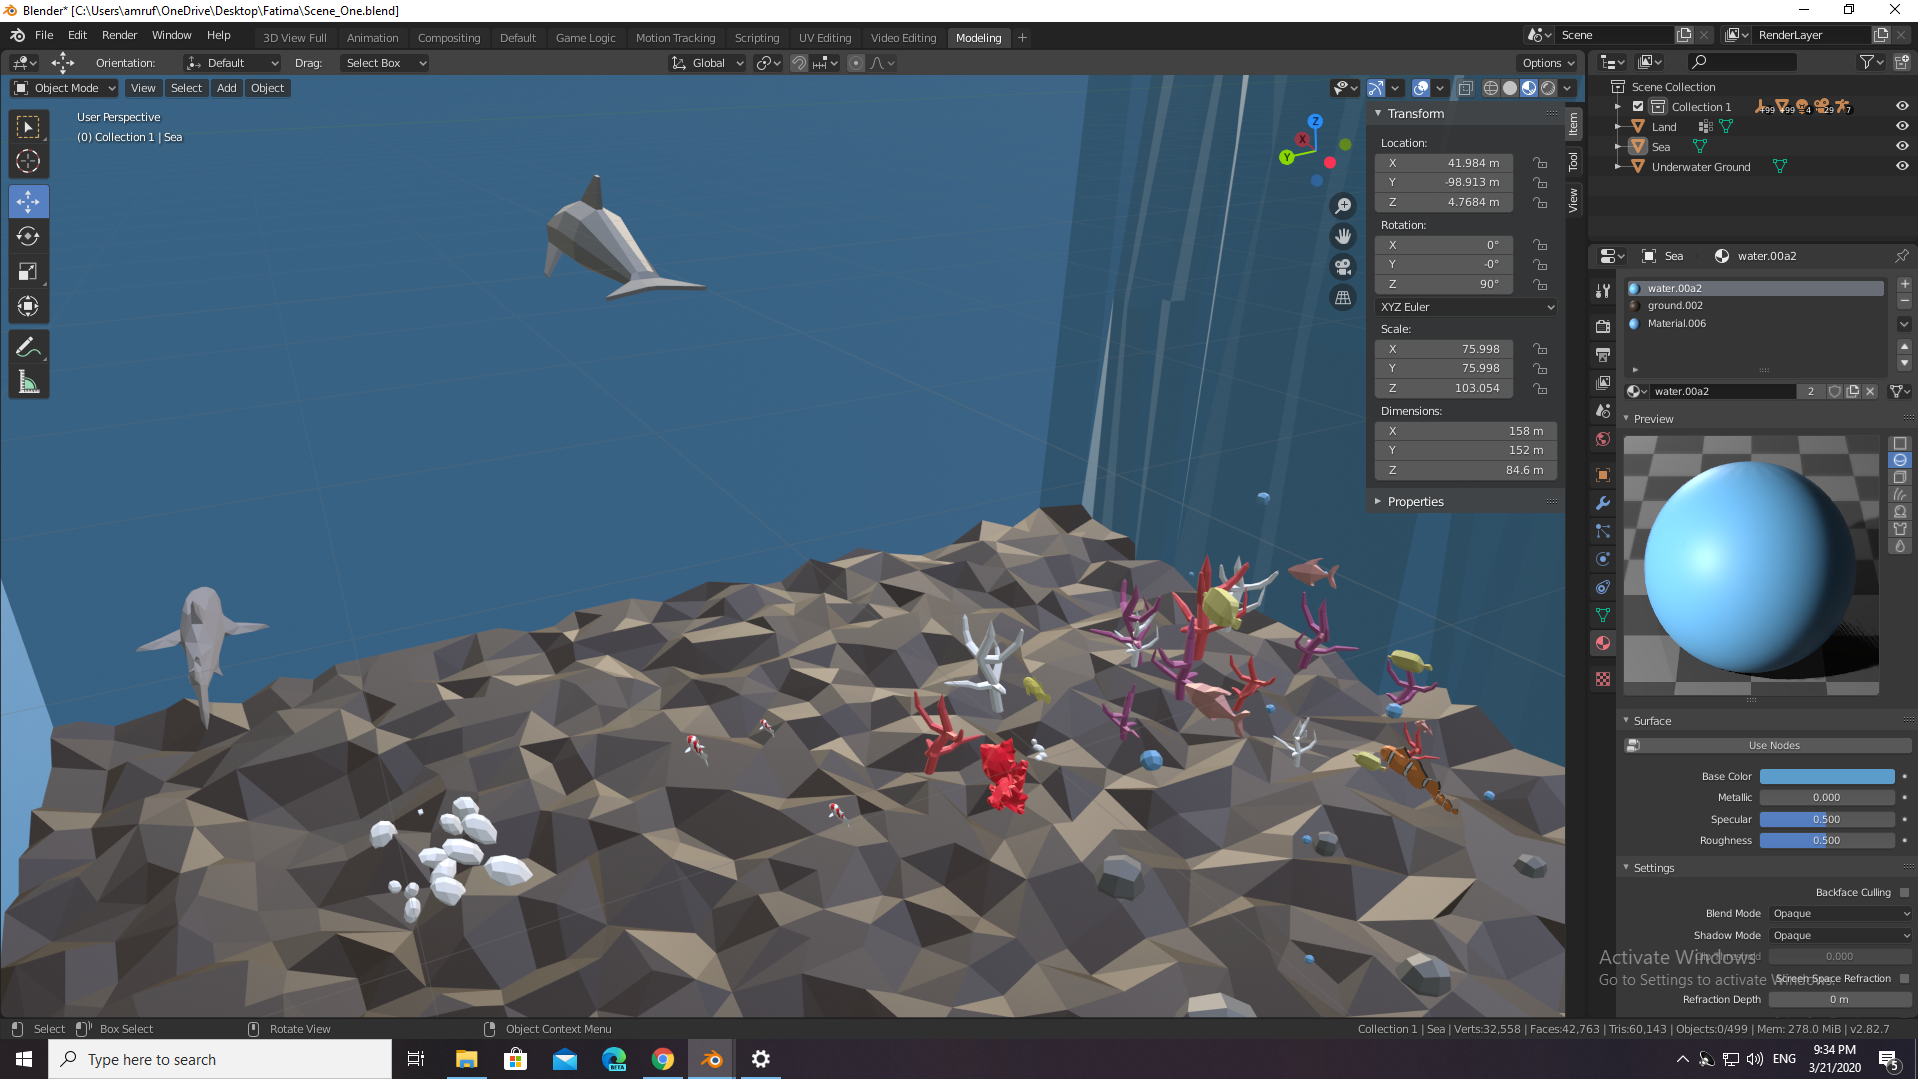 Blender* [C:\Users\amruf\OneDrive\Desktop\Fatima\Scene_One.blend]
File Edit Render Window Help 3D View Full Animation Compositing Default Game Logic Motion Tracking Scripting UV Editing Video Editing Modeling + Scene RenderLayer
Orientation: Default Drag: Select Box Global Options
Object Mode View Select Add Object
User Perspective
(0) Collection 1 | Sea
Z
X
Y
Transform
Location:
X 41.984 m
Y -98.913 m
Z 4.7684 m
Rotation:
X 0°
Y -0°
Z 90°
XYZ Euler
Scale:
X 75.998
Y 75.998
Z 103.054
Dimensions:
X 158 m
Y 152 m
Z 84.6 m
Properties
Item
Tool
View
Scene Collection
Collection 1
Land
Sea
Underwater Ground
Sea water.00a2
water.00a2
ground.002
Material.006
water.00a2 2
Preview
Surface
Use Nodes
Base Color
Metallic 0.000
Specular 0.500
Roughness 0.500
Settings
Backface Culling
Blend Mode Opaque
Shadow Mode Opaque
0.000
Activate Windows
Screen Space Refraction
Go to Settings to activate Windows.
Refraction Depth 0 m
Select Box Select Rotate View Object Context Menu
Collection 1 | Sea | Verts:32,558 | Faces:42,763 | Tris:60,143 | Objects:0/499 | Mem: 278.0 MiB | v2.82.7
Type here to search
BETA
ENG
9:34 PM
3/21/2020
5